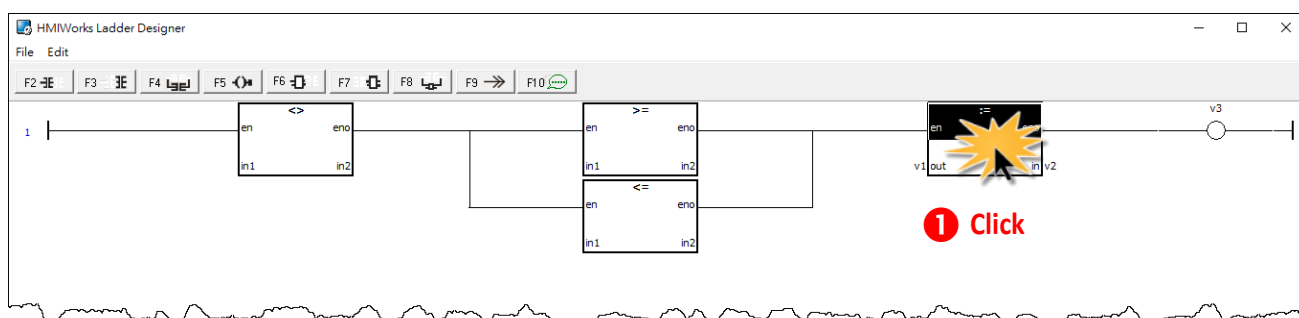 HMIWorks Ladder Designer
File Edit
F2 F3 F4 F5 F6 F7 F8 F9 F10
<> >= := v3
1 en eno en eno en
in1 in2 in1 in2 v1 out in v2
<=
en eno
1 Click
in1 in2